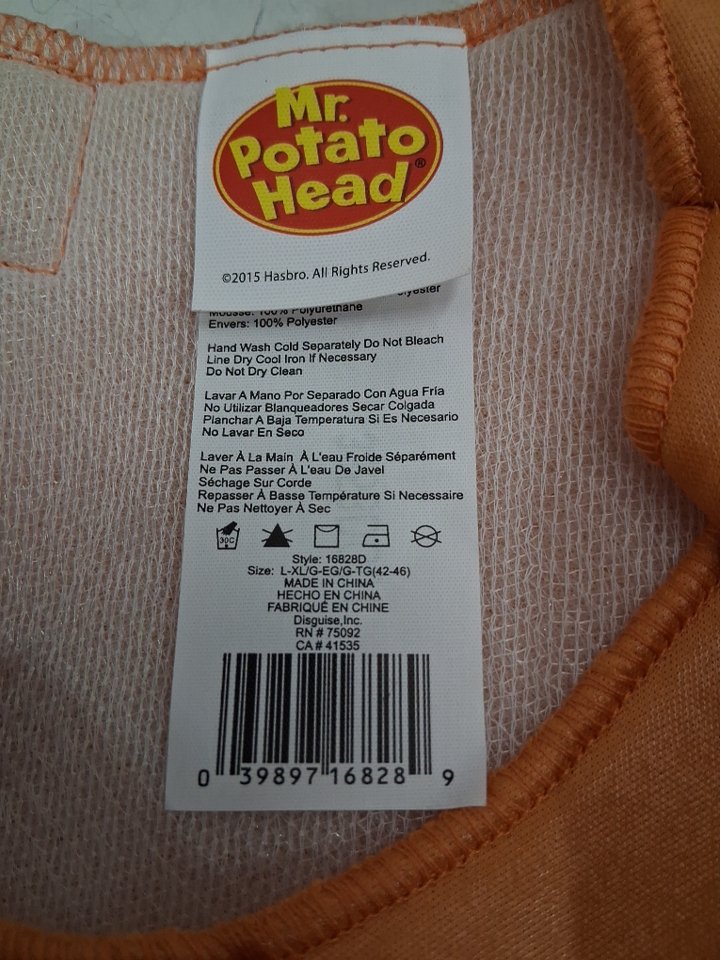 Mr.
Potato
Head®
©2015 Hasbro. All Rights Reserved.
Mousse: 100% Polyurethane
Envers: 100% Polyester
Hand Wash Cold Separately Do Not Bleach
Line Dry Cool Iron If Necessary
Do Not Dry Clean
Lavar A Mano Por Separado Con Agua Fría
No Utilizar Blanqueadores Secar Colgada
Planchar A Baja Temperatura Si Es Necesario
No Lavar En Seco
Laver À La Main À L'eau Froide Séparément
Ne Pas Passer À L'eau De Javel
Séchage Sur Corde
Repasser À Basse Température Si Necessaire
Ne Pas Nettoyer À Sec
30C
Style: 16828D
Size: L-XL/G-EG/G-TG(42-46)
MADE IN CHINA
HECHO EN CHINA
FABRIQUÉ EN CHINE
Disguise,Inc.
RN # 75092
CA # 41535
0 39897 16828 9